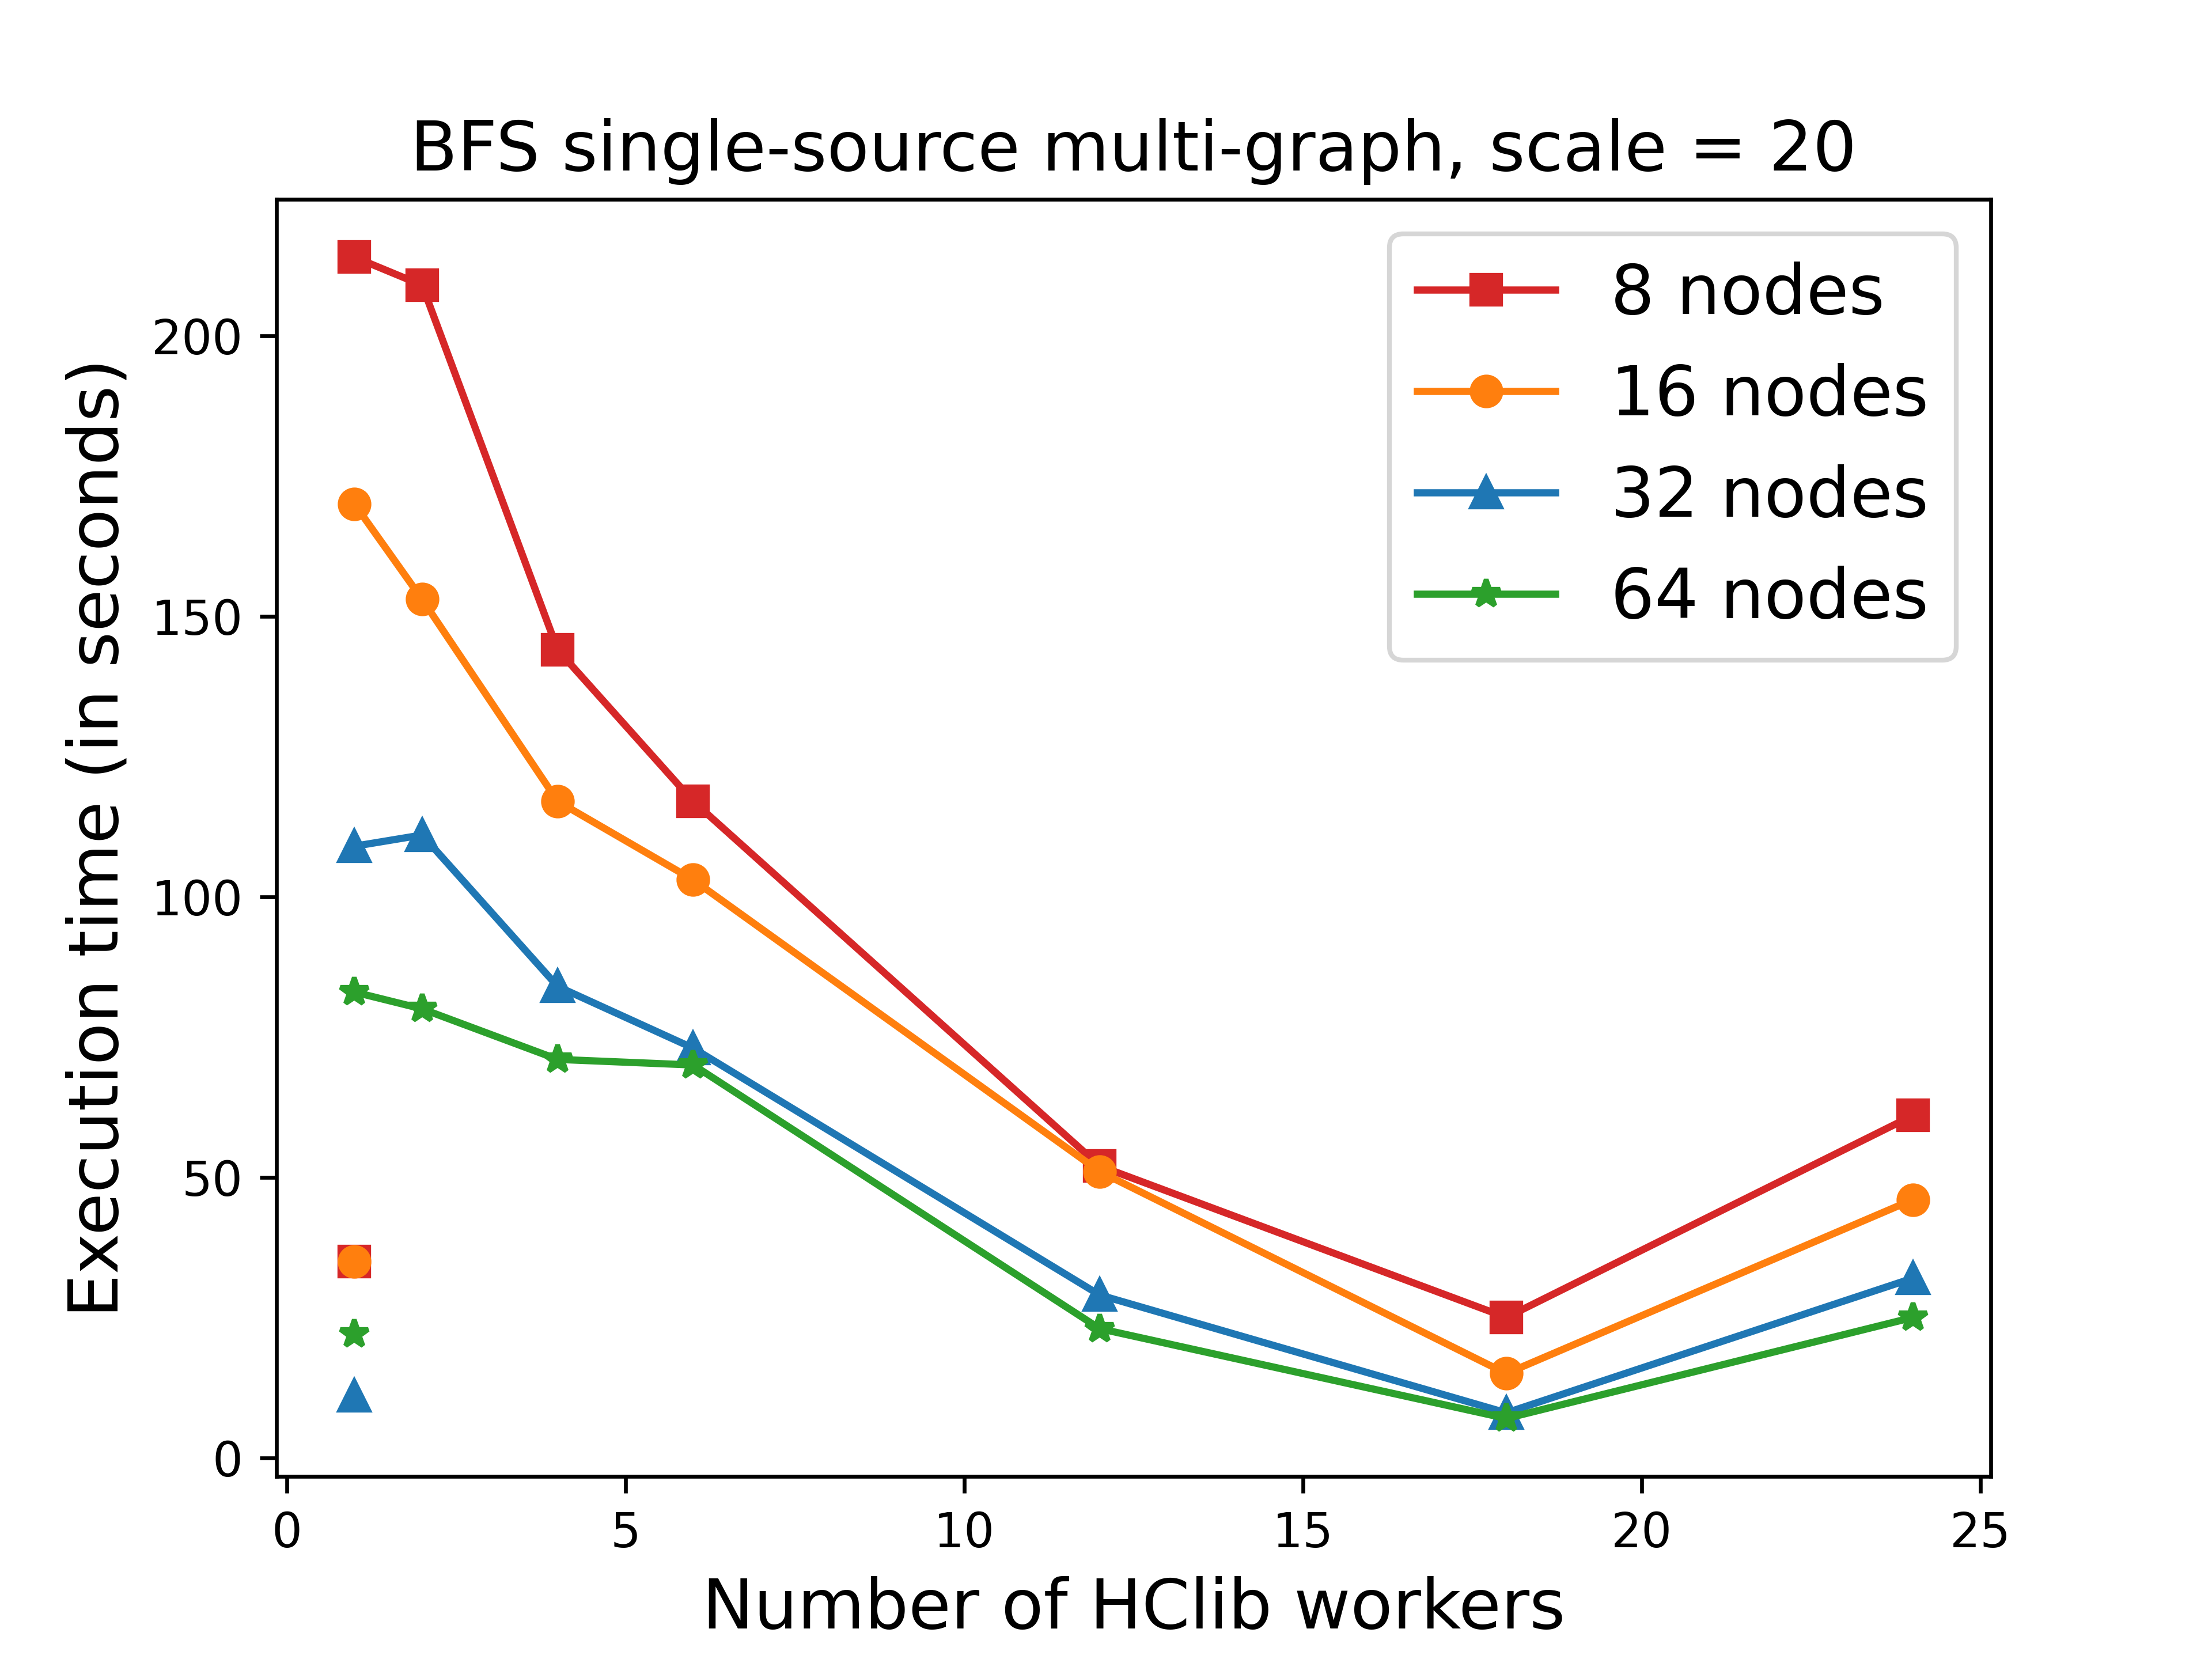 BFS single-source multi-graph, scale = 20
8 nodes
16 nodes
32 nodes
64 nodes
Execution time (in seconds)
200
150
100
50
0
0 5 10 15 20 25
Number of HClib workers